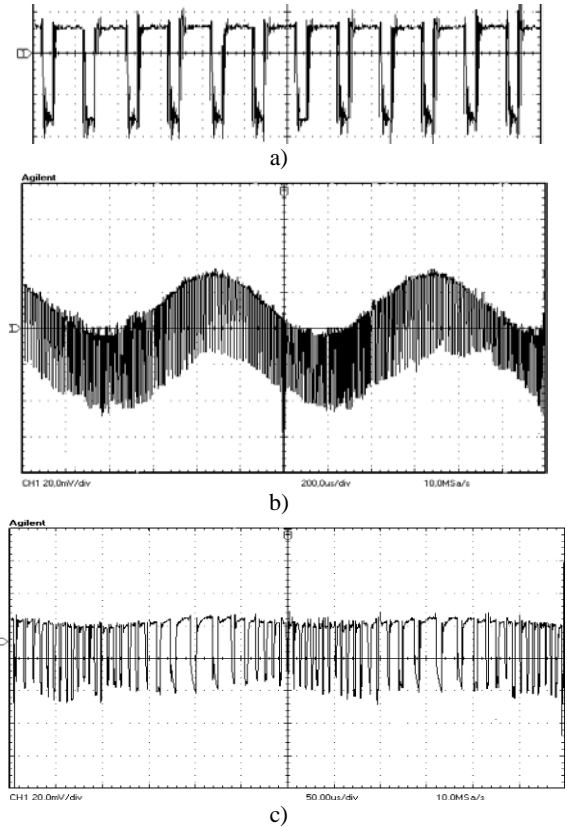 a)
Agilent
CH1 20,0mV/div 200,0us/div 10,0MSa/s
b)
Agilent
CH1 20.0mV/div 50.00us/div 10.0MSa/s
c)